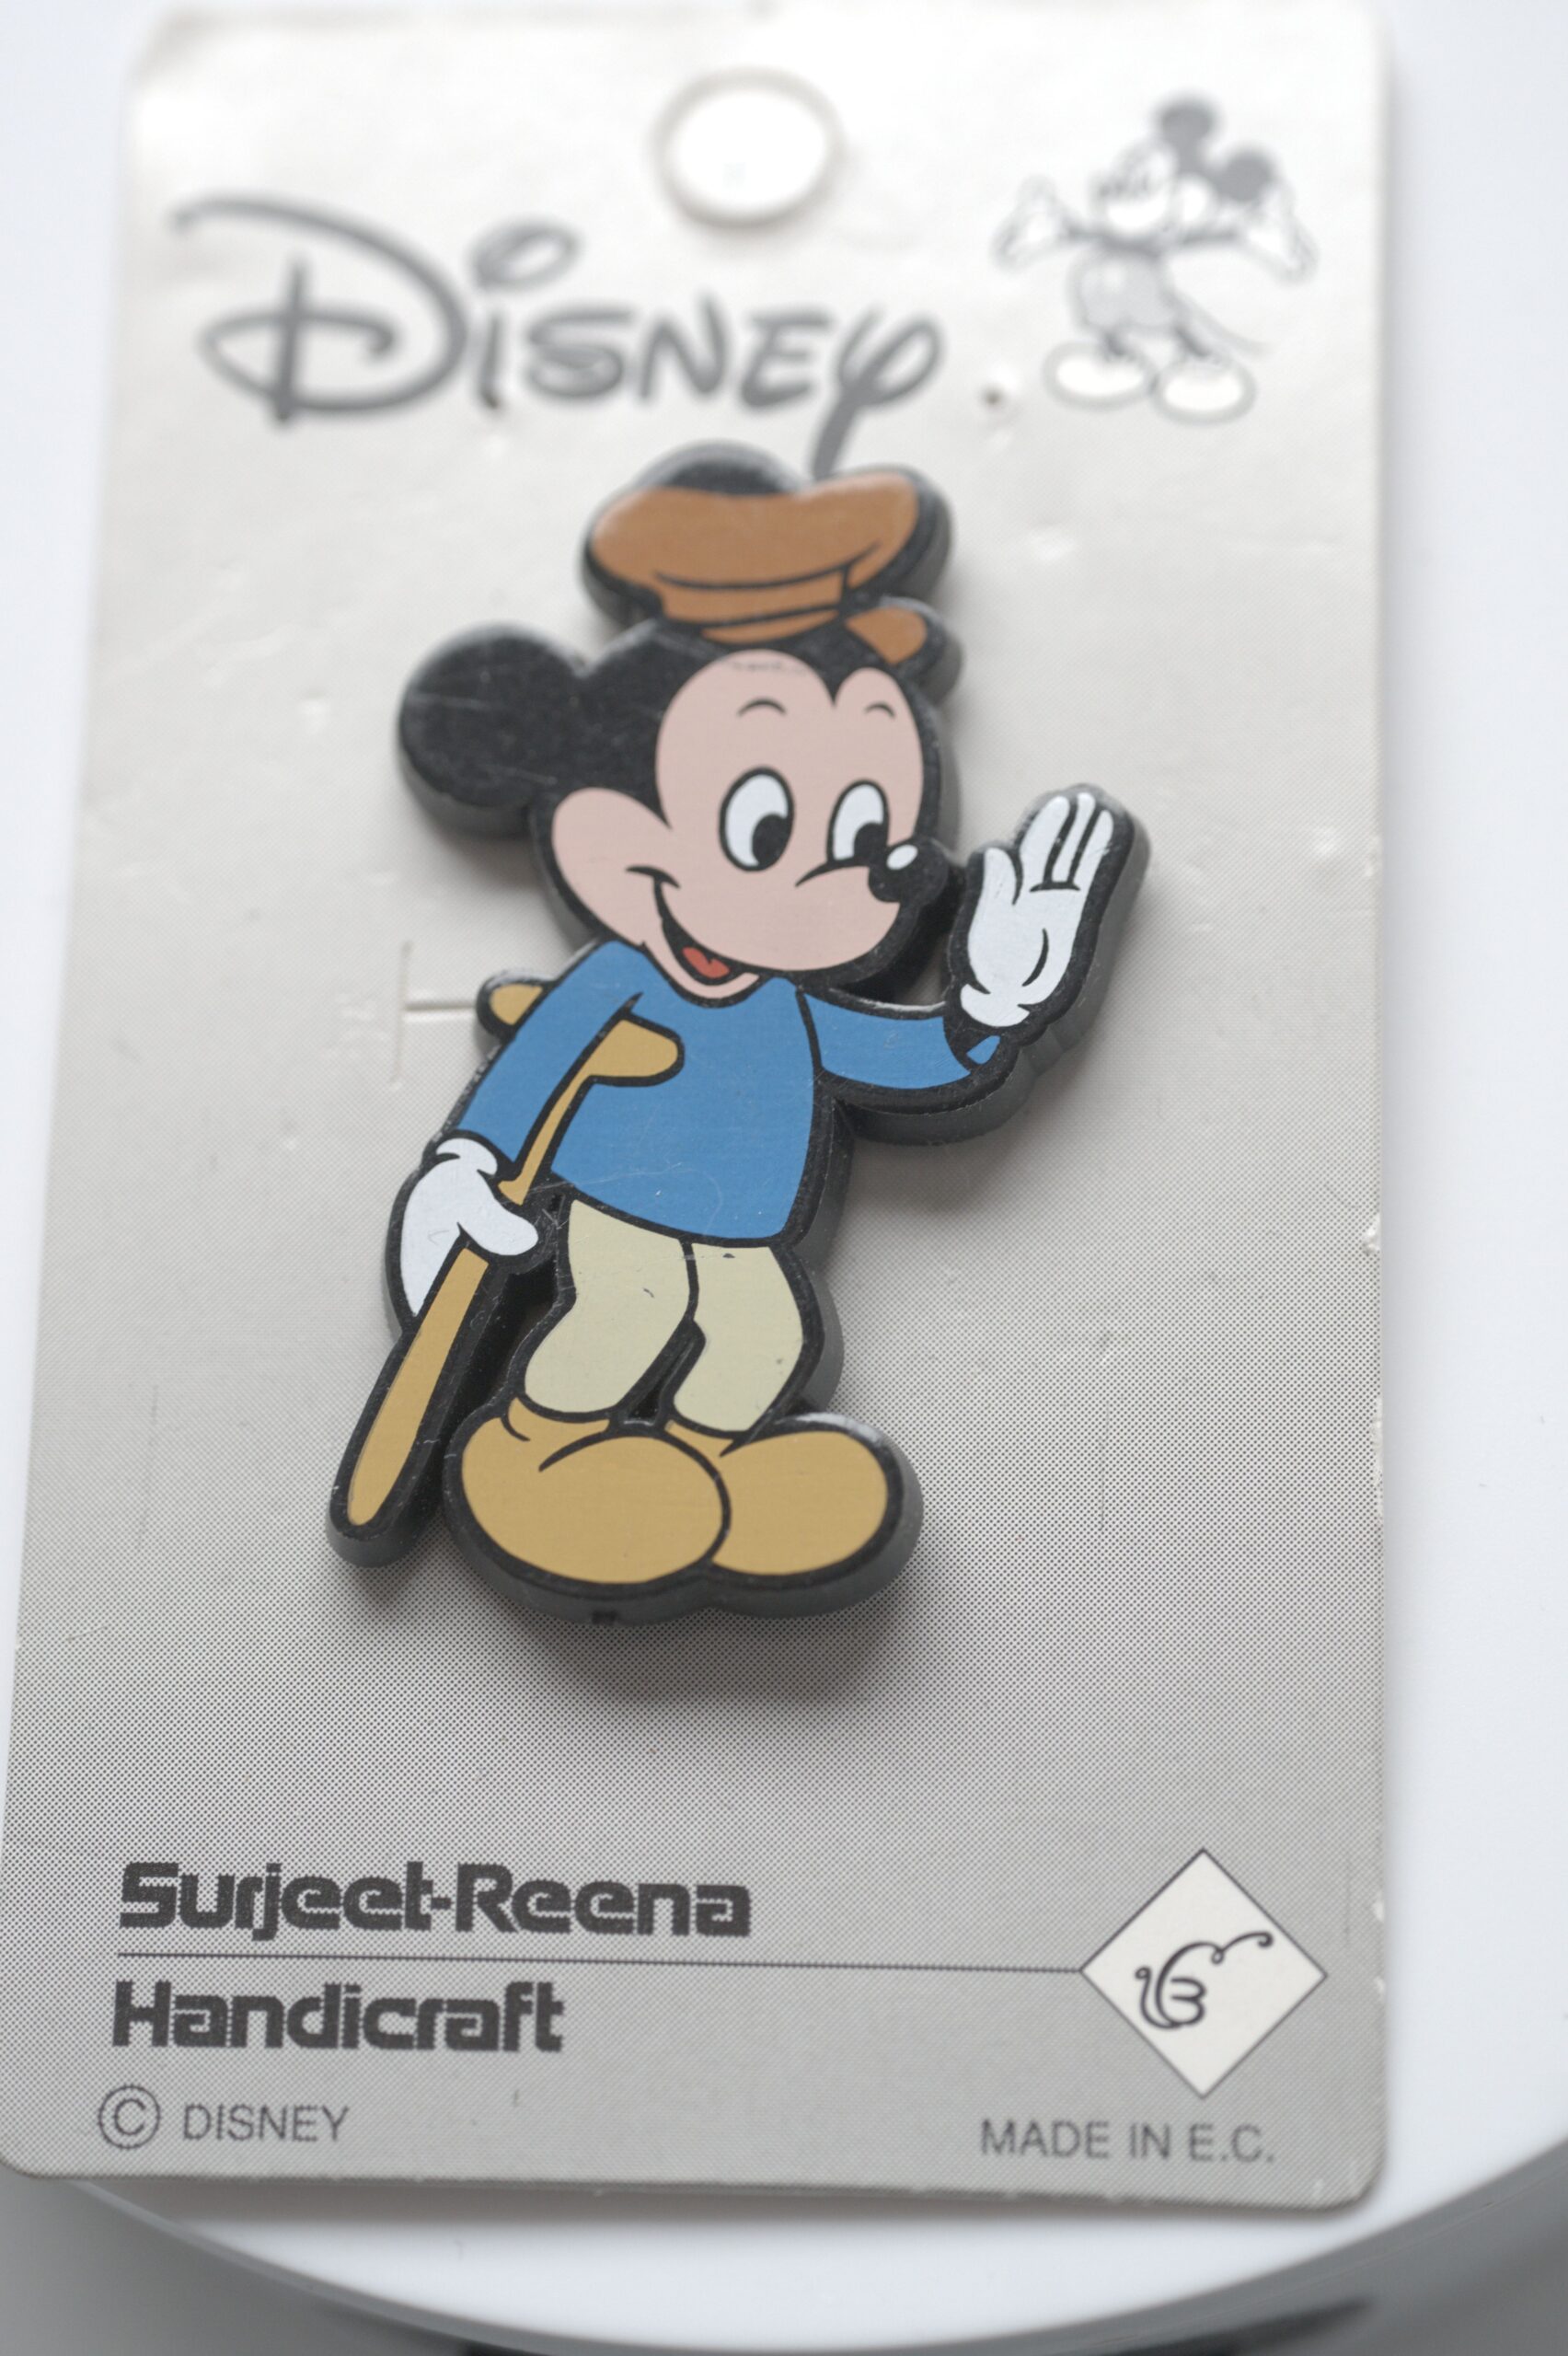 Disney
Surjeet-Reena
Handicraft
ੴ
© DISNEY
MADE IN E.C.